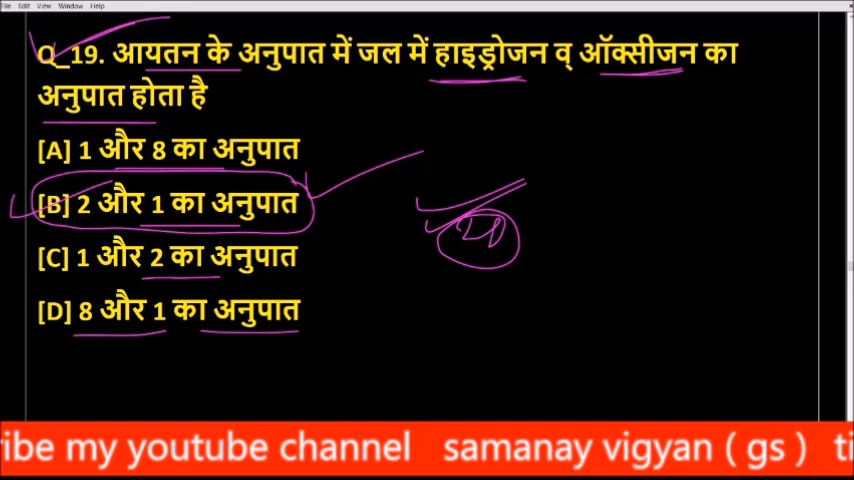 File Edit View Window Help
Q_19. आयतन के अनुपात में जल में हाइड्रोजन व् ऑक्सीजन का
अनुपात होता है
[A] 1 और 8 का अनुपात
[B] 2 और 1 का अनुपात
[C] 1 और 2 का अनुपात
[D] 8 और 1 का अनुपात
ribe my youtube channel samanay vigyan ( gs ) ti